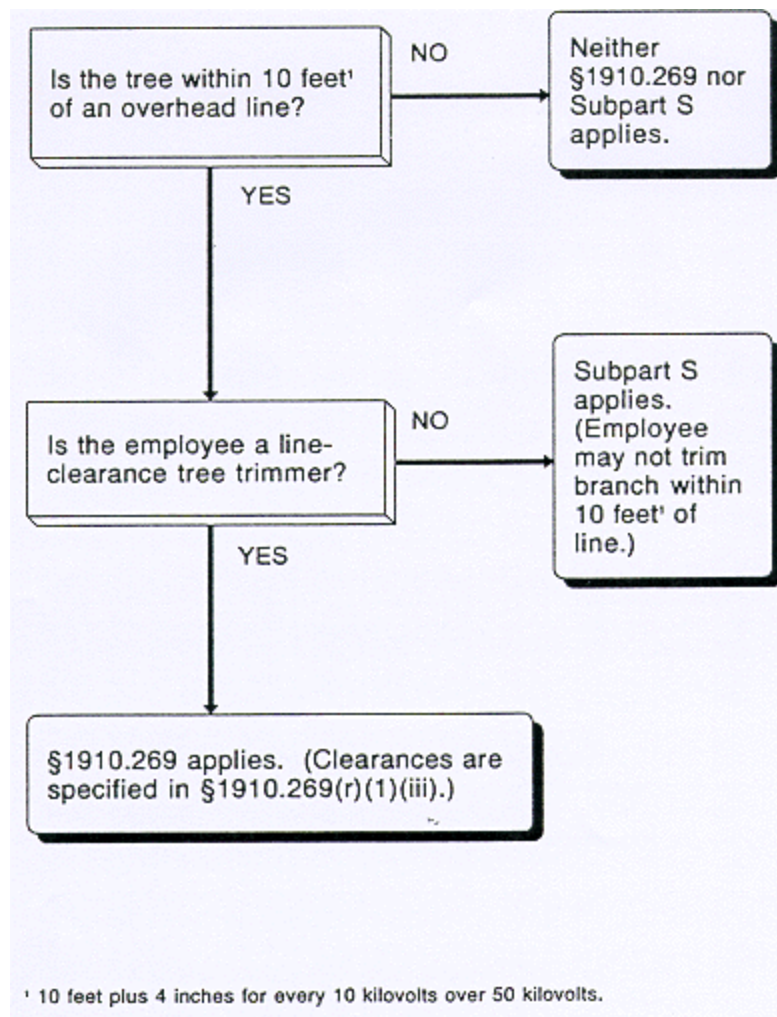 Is the tree within 10 feet¹
of an overhead line?
NO
Neither
§1910.269 nor
Subpart S
applies.
YES
Is the employee a line-
clearance tree trimmer?
NO
Subpart S
applies.
(Employee
may not trim
branch within
10 feet¹ of
line.)
YES
§1910.269 applies. (Clearances are
specified in §1910.269(r)(1)(iii).)
¹ 10 feet plus 4 inches for every 10 kilovolts over 50 kilovolts.